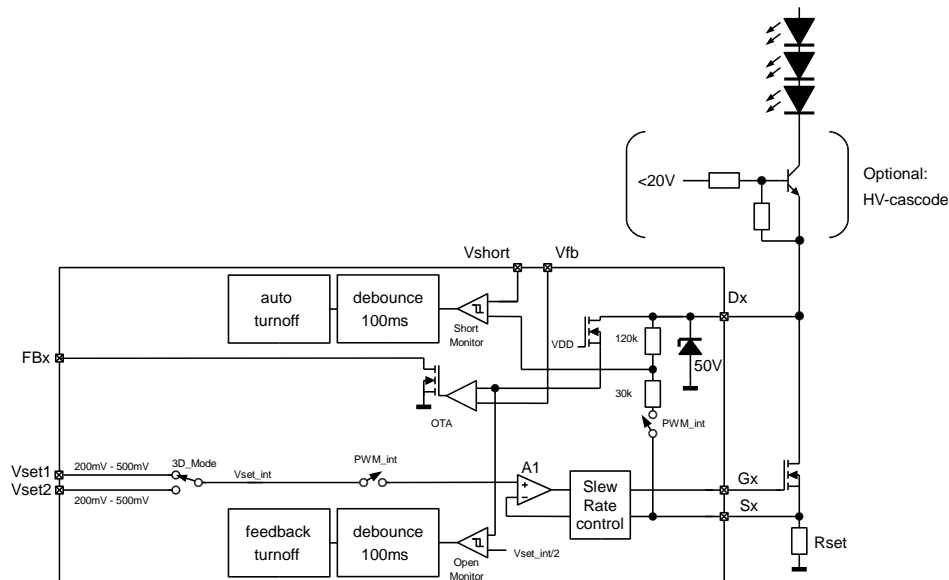 <20V
Optional:
HV-cascode
Vshort
Vfb
auto
turnoff
debounce
100ms
Short
Monitor
VDD
120k
Dx
50V
FBx
OTA
30k
PWM_int
Vset1
200mV - 500mV
3D_Mode
Vset_int
PWM_int
A1
+
−
Slew
Rate
control
Gx
Vset2
200mV - 500mV
Sx
feedback
turnoff
debounce
100ms
Open
Monitor
Vset_int/2
Rset